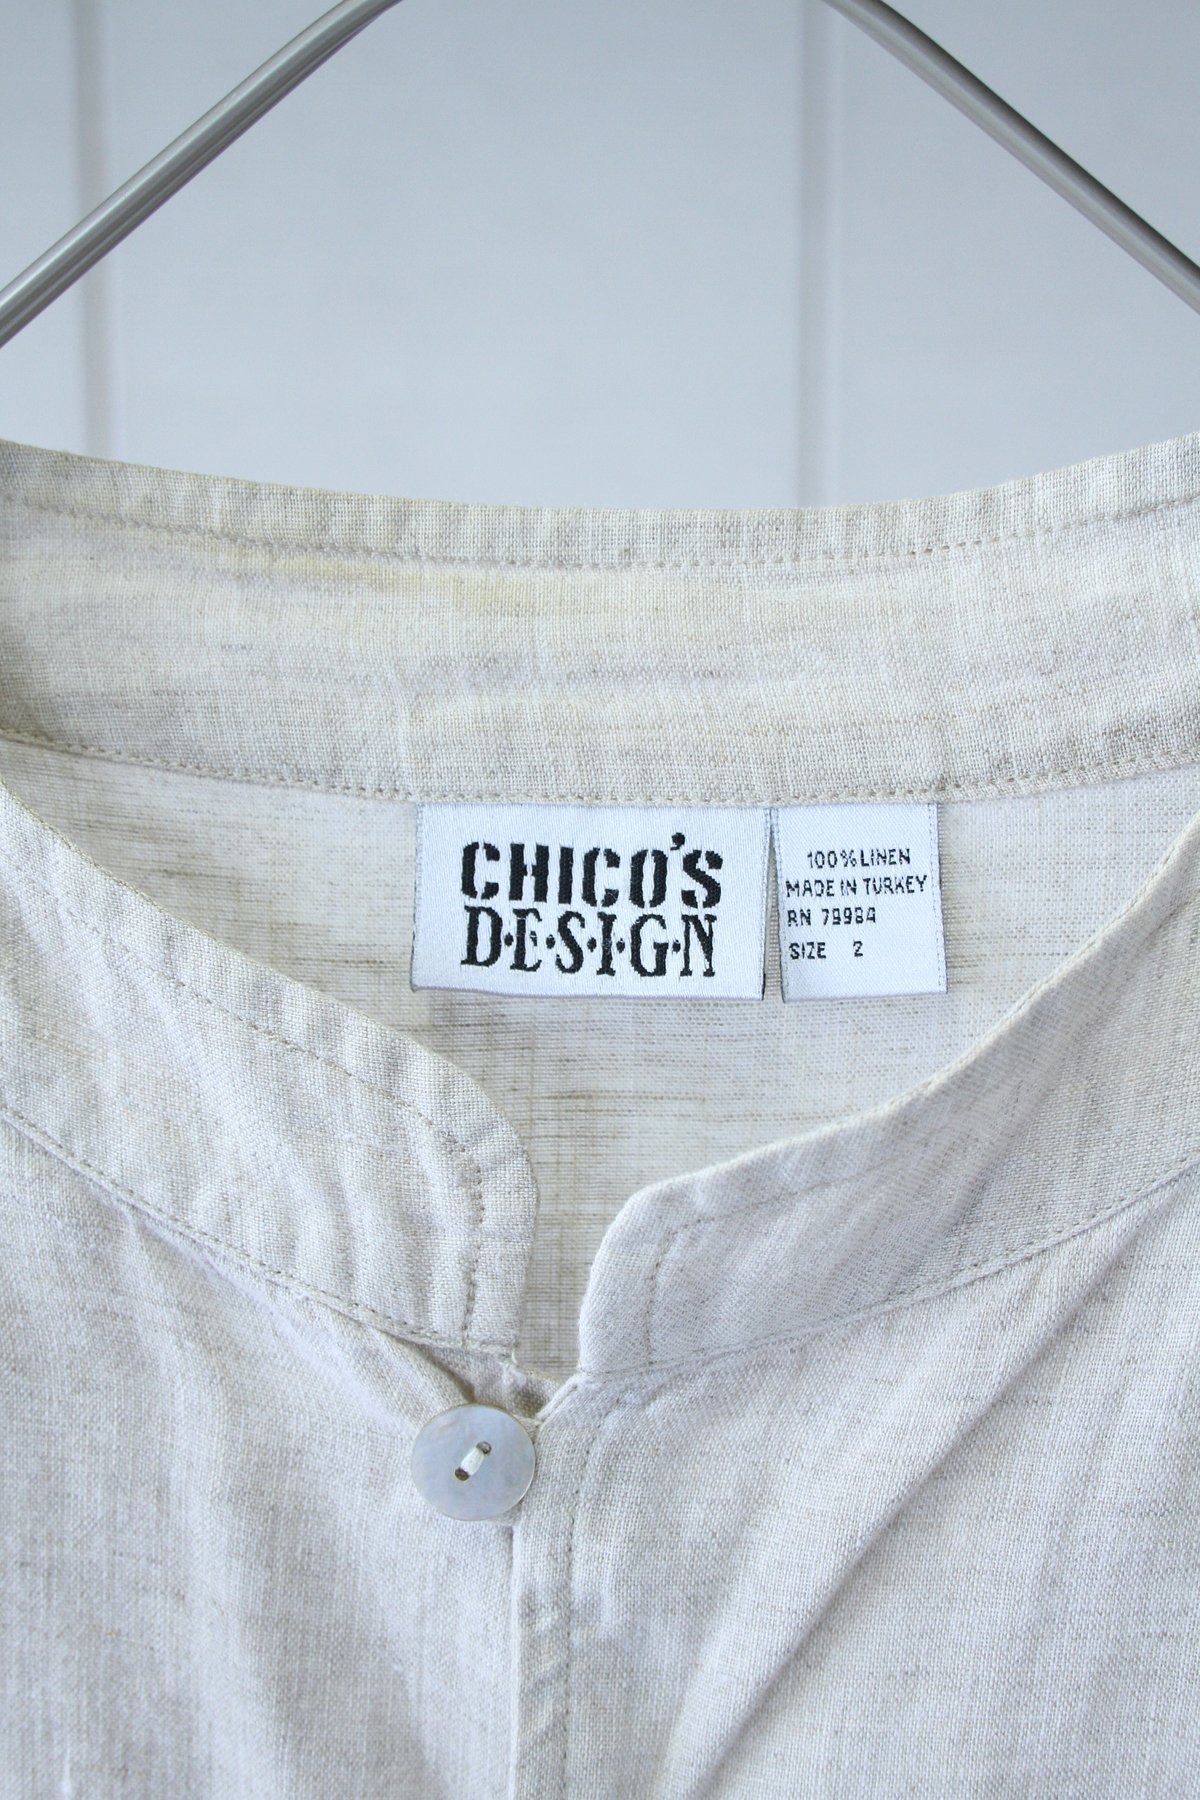 CHICO'S
D·E·S·I·G·N
100% LINEN
MADE IN TURKEY
RN 79984
SIZE 2